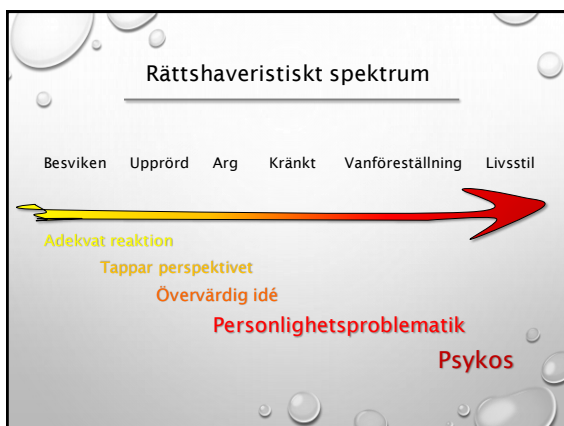 Rättshaveristiskt spektrum
Besviken Upprörd Arg Kränkt Vanföreställning Livsstil
Adekvat reaktion
Tappar perspektivet
Övervärdig idé
Personlighetsproblematik
Psykos